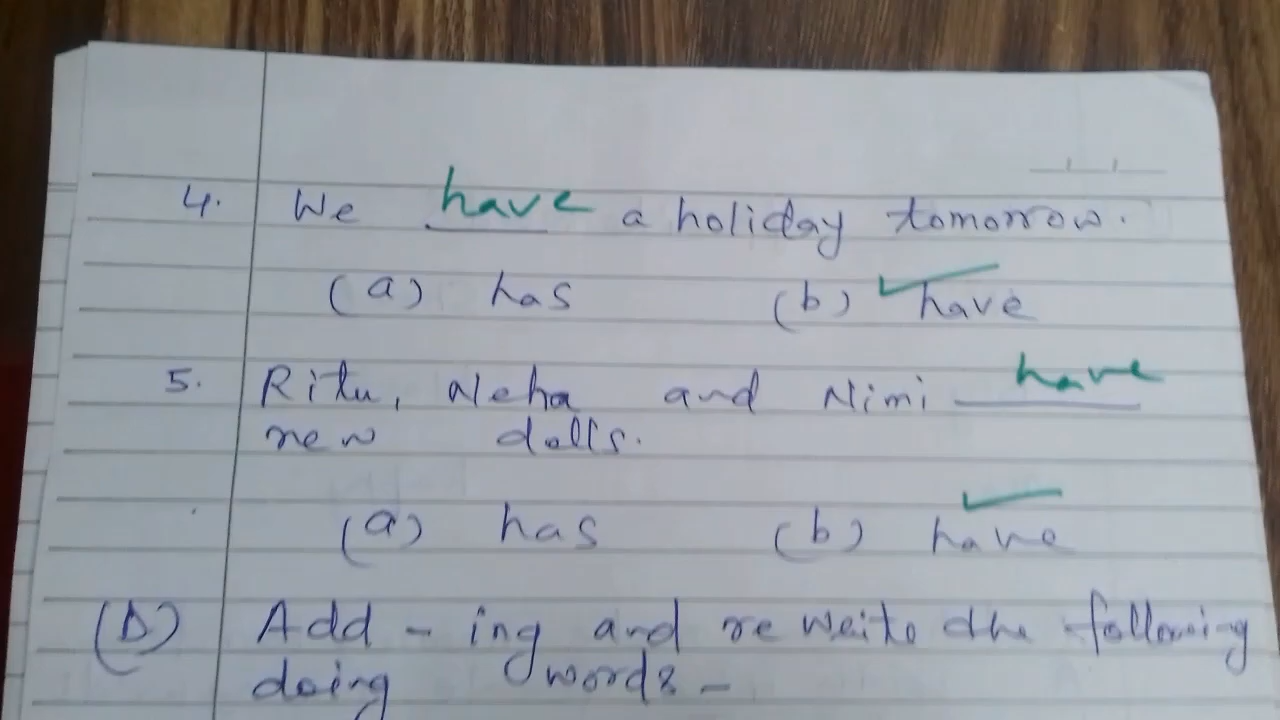 4. We have a holiday tomorrow.
(a) has (b) have
5. Ritu, Neha and Nimi have
new dolls.
(a) has (b) have
(D) Add - ing and rewrite the following
doing words -